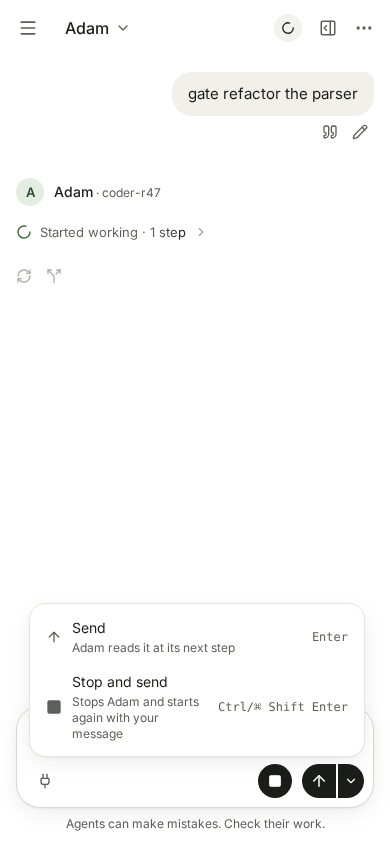 Adam
gate refactor the parser
A Adam · coder-r47
Started working · 1 step
Send
Adam reads it at its next step
Enter
Stop and send
Stops Adam and starts
again with your
message
Ctrl/⌘ Shift Enter
Agents can make mistakes. Check their work.